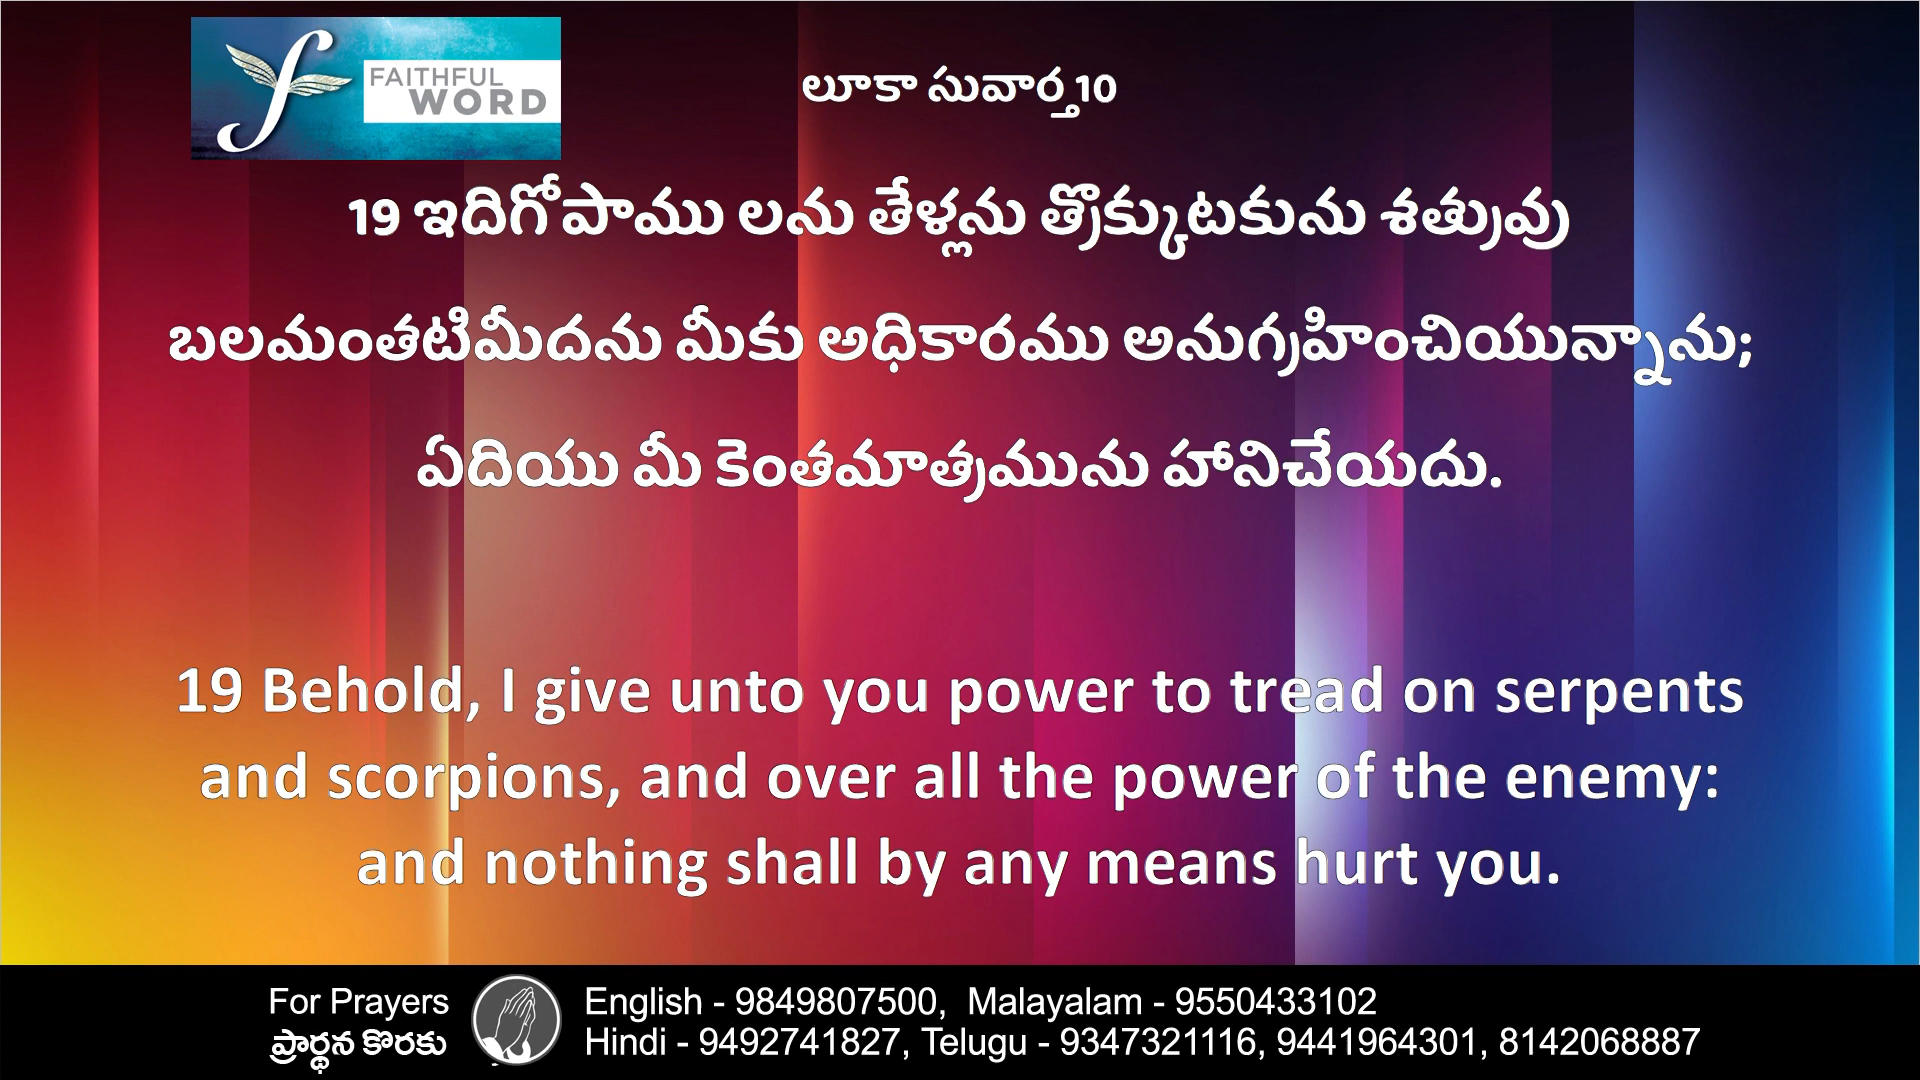 FAITHFUL
WORD
లూకా సువార్త10
19 ఇదిగోపాము లను తేళ్లను త్రొక్కుటకును శత్రువు
బలమంతటిమీదను మీకు అధికారము అనుగ్రహించియున్నాను;
ఏదియు మీ కెంతమాత్రమును హానిచేయదు.
19 Behold, I give unto you power to tread on serpents
and scorpions, and over all the power of the enemy:
and nothing shall by any means hurt you.
For Prayers
ప్రార్థన కొరకు
English - 9849807500, Malayalam - 9550433102
Hindi - 9492741827, Telugu - 9347321116, 9441964301, 8142068887